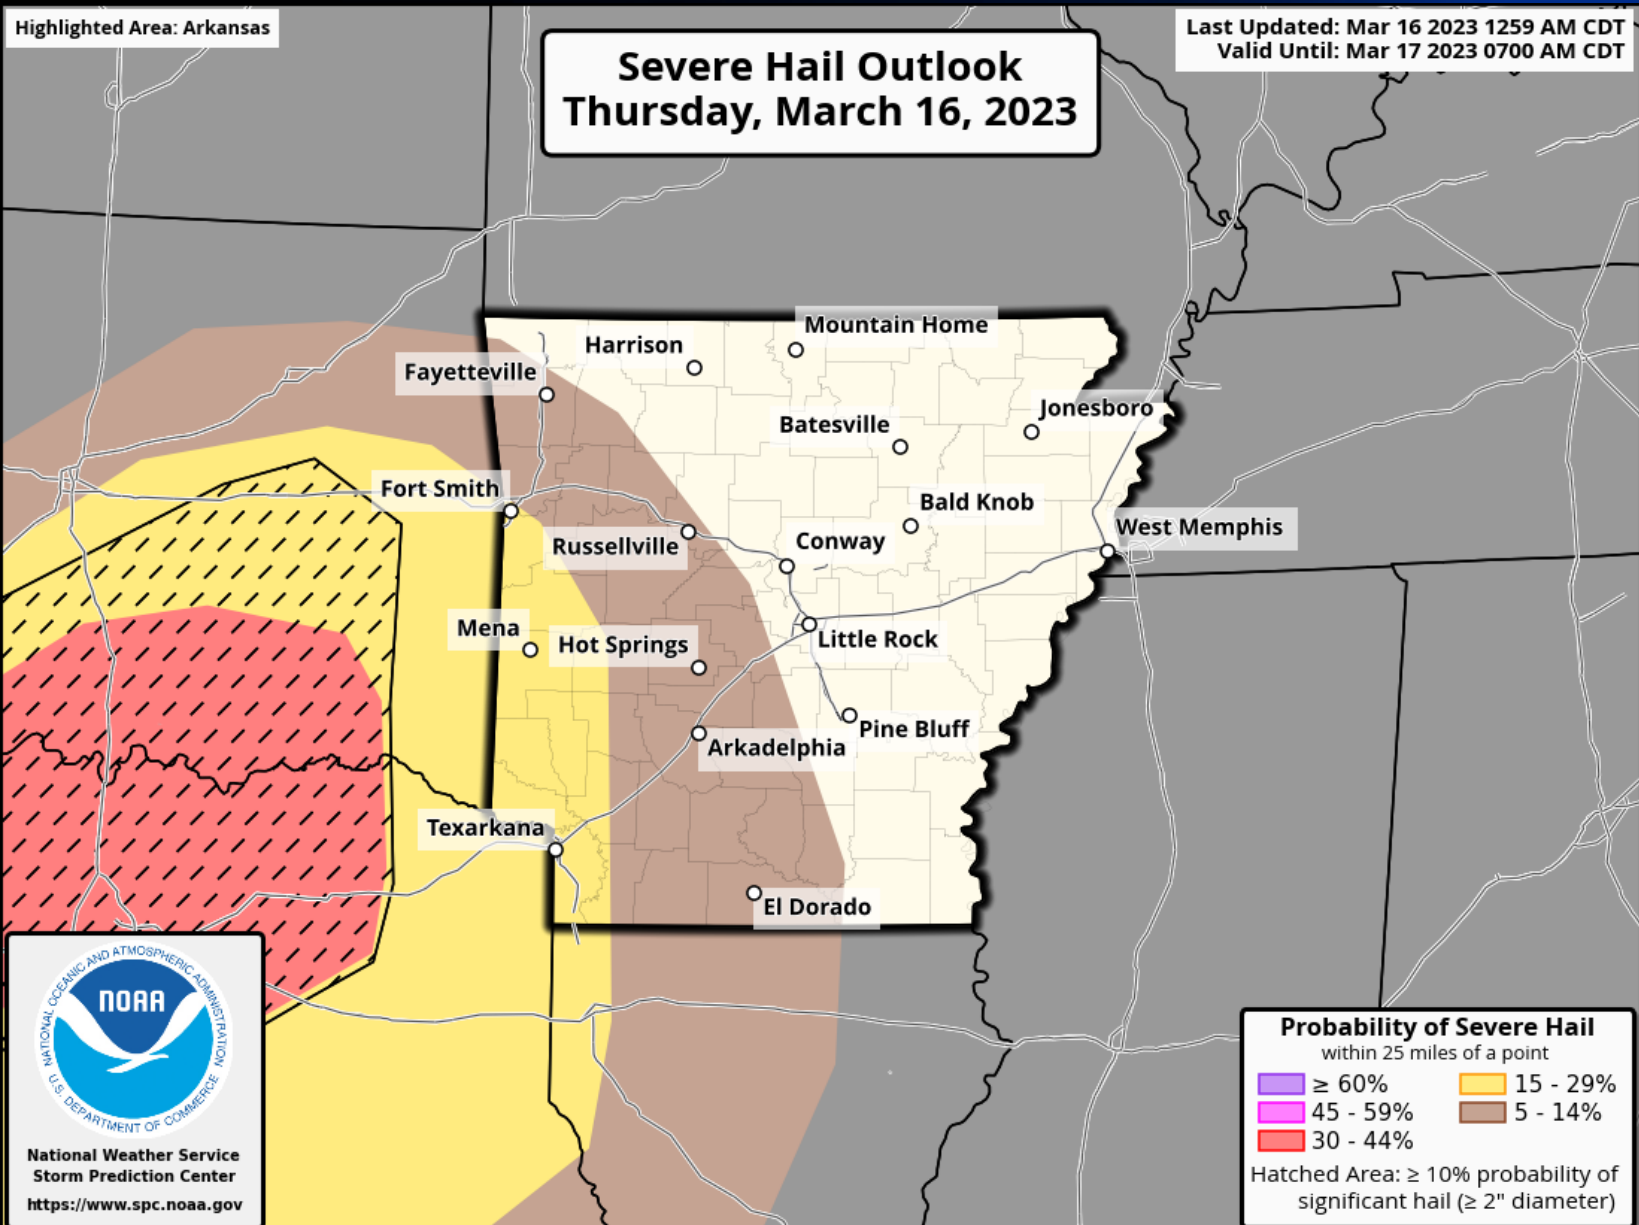 Highlighted Area: Arkansas
Last Updated: Mar 16 2023 1259 AM CDT
Valid Until: Mar 17 2023 0700 AM CDT
Severe Hail Outlook
Thursday, March 16, 2023
Mountain Home
Harrison
Fayetteville
Jonesboro
Batesville
Fort Smith
Bald Knob
West Memphis
Conway
Russellville
Mena
Hot Springs
Little Rock
Pine Bluff
Arkadelphia
Texarkana
El Dorado
NATIONAL OCEANIC AND ATMOSPHERIC ADMINISTRATION
NOAA
U.S. DEPARTMENT OF COMMERCE
National Weather Service
Storm Prediction Center
https://www.spc.noaa.gov
Probability of Severe Hail
within 25 miles of a point
≥ 60% 15 - 29%
45 - 59% 5 - 14%
30 - 44%
Hatched Area: ≥ 10% probability of
significant hail (≥ 2" diameter)